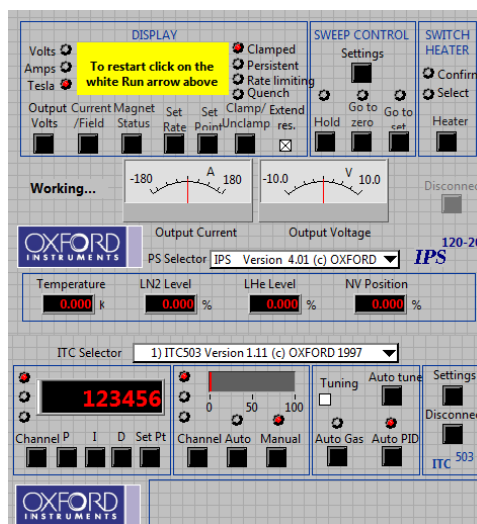 DISPLAY
Volts
Amps
Tesla
To restart click on the
white Run arrow above
Clamped
Persistent
Rate limiting
Quench
Output Volts
Current /Field
Magnet Status
Set Rate
Set Point
Clamp/ Unclamp
Extend res.
SWEEP CONTROL
Settings
Hold
Go to zero
Go to set
SWITCH
HEATER
Confirm
Select
Heater
Working...
-180 A 180
-10.0 V 10.0
Disconnec
Output Current
Output Voltage
OXFORD
INSTRUMENTS
PS Selector
IPS Version 4.01 (c) OXFORD
IPS 120-20
Temperature
LN2 Level
LHe Level
NV Position
0.000 K
0.000 %
0.000 %
0.000 %
ITC Selector
1) ITC503 Version 1.11 (c) OXFORD 1997
123456
Channel P I D Set Pt
0 50 100
Channel Auto Manual
Tuning
Auto tune
Auto Gas
Auto PID
Settings
Disconnec
ITC 503
OXFORD
INSTRUMENTS